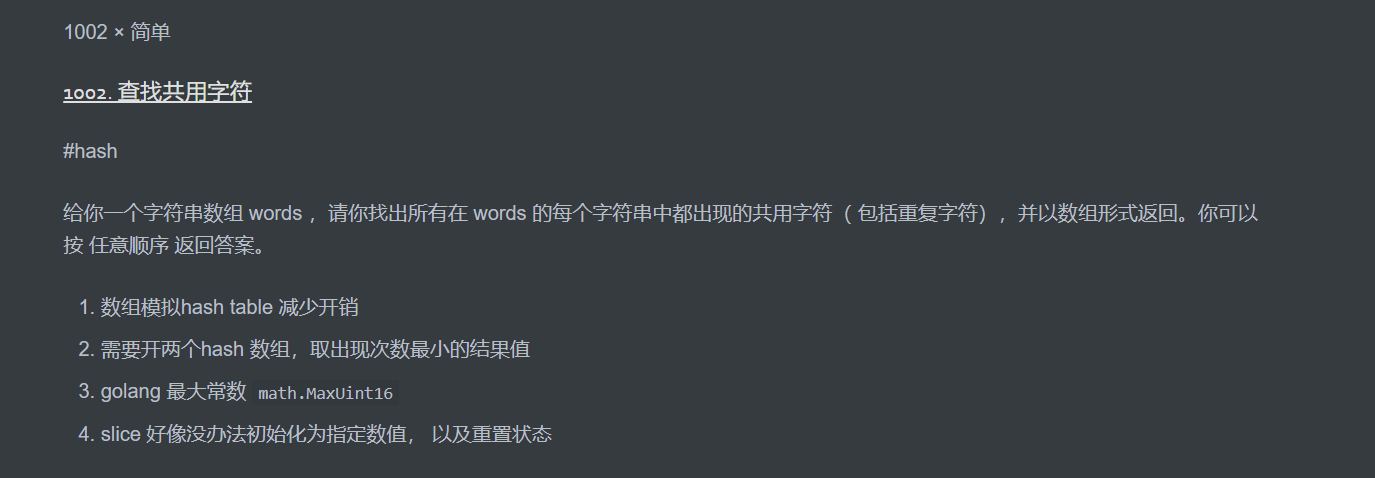 1002 × 简单
1002. 查找共用字符
#hash
给你一个字符串数组 words ，请你找出所有在 words 的每个字符串中都出现的共用字符（ 包括重复字符），并以数组形式返回。你可以
按 任意顺序 返回答案。
1. 数组模拟hash table 减少开销
2. 需要开两个hash 数组，取出现次数最小的结果值
3. golang 最大常数 math.MaxUint16
4. slice 好像没办法初始化为指定数值， 以及重置状态